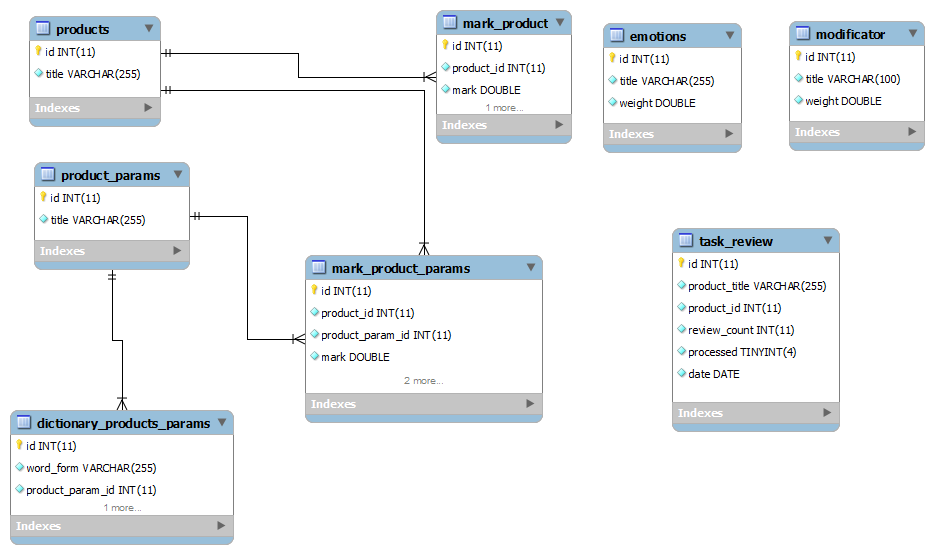 products
id INT(11)
title VARCHAR(255)
Indexes
mark_product
id INT(11)
product_id INT(11)
mark DOUBLE
1 more...
Indexes
emotions
id INT(11)
title VARCHAR(255)
weight DOUBLE
Indexes
modificator
id INT(11)
title VARCHAR(100)
weight DOUBLE
Indexes
product_params
id INT(11)
title VARCHAR(255)
Indexes
mark_product_params
id INT(11)
product_id INT(11)
product_param_id INT(11)
mark DOUBLE
2 more...
Indexes
task_review
id INT(11)
product_title VARCHAR(255)
product_id INT(11)
review_count INT(11)
processed TINYINT(4)
date DATE
Indexes
dictionary_products_params
id INT(11)
word_form VARCHAR(255)
product_param_id INT(11)
1 more...
Indexes